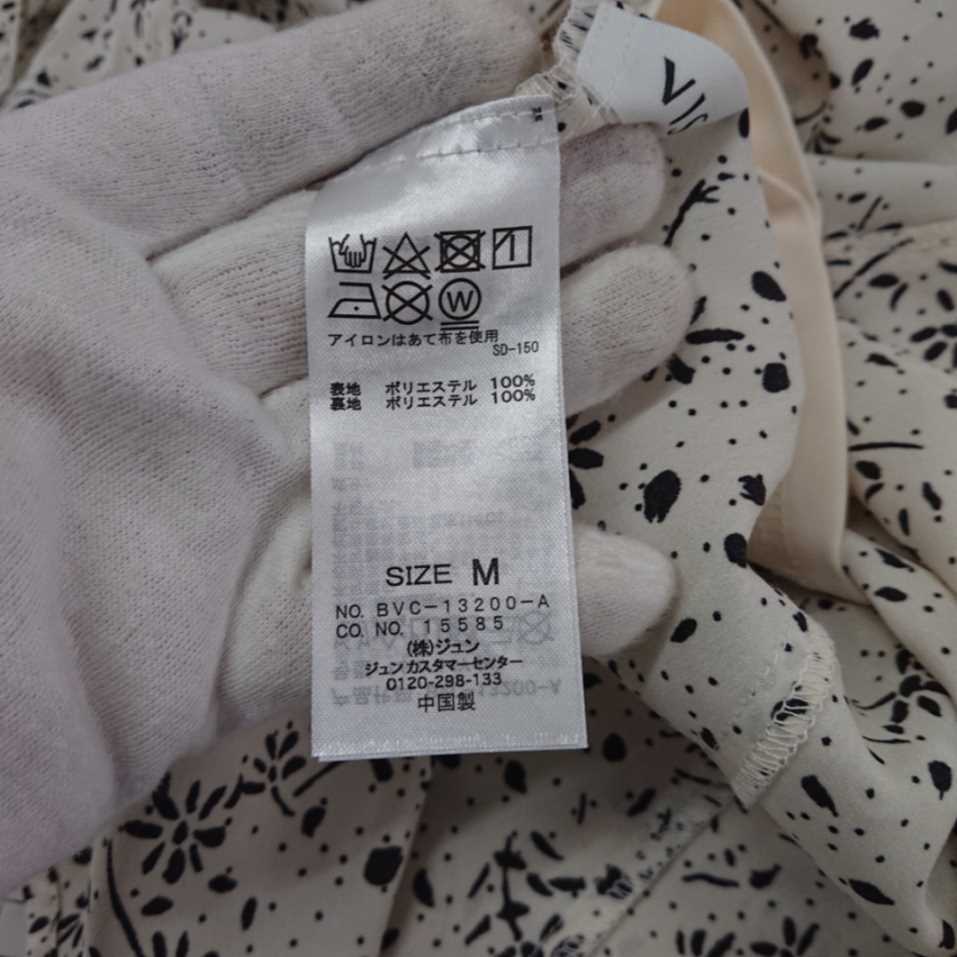 VIS
アイロンはあて布を使用
SD-150
表地 ポリエステル 100%
裏地 ポリエステル 100%
SIZE M
NO. BVC-13200-A
CO. NO. 15585
(株)ジュン
ジュンカスタマーセンター
0120-298-133
中国製